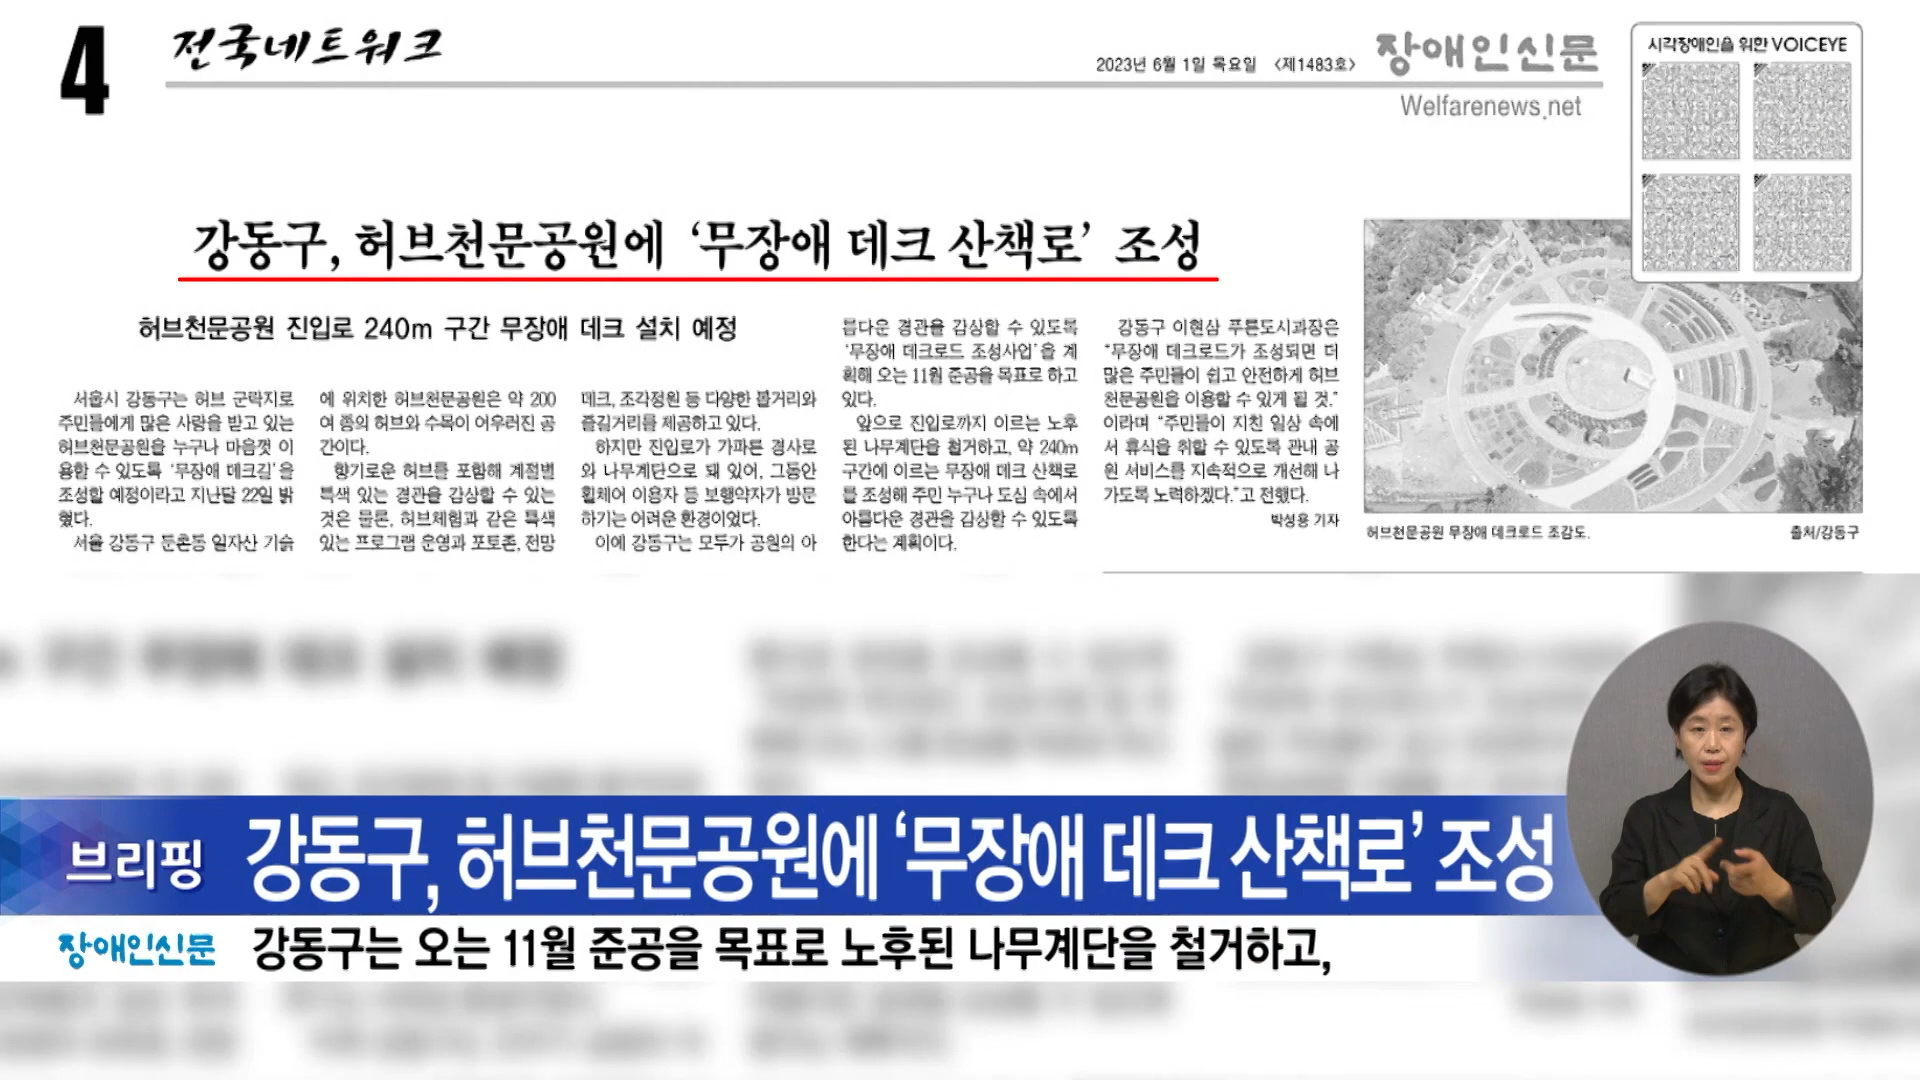 4
전국네트워크
2023년 6월 1일 목요일 <제1483호>
장애인신문
Welfarenews.net
시각장애인을 위한 VOICEYE
강동구, 허브천문공원에 ‘무장애 데크 산책로’ 조성
허브천문공원 진입로 240m 구간 무장애 데크 설치 예정
서울시 강동구는 허브 군락지로
주민들에게 많은 사랑을 받고 있는
허브천문공원을 누구나 마음껏 이
용할 수 있도록 ‘무장애 데크길’을
조성할 예정이라고 지난달 22일 밝
혔다.
서울 강동구 둔촌동 일자산 기슭
에 위치한 허브천문공원은 약 200
여 종의 허브와 수목이 어우러진 공
간이다.
향기로운 허브를 포함해 계절별
특색 있는 경관을 감상할 수 있는
것은 물론, 허브체험과 같은 특색
있는 프로그램 운영과 포토존, 전망
데크, 조각정원 등 다양한 볼거리와
즐길거리를 제공하고 있다.
하지만 진입로가 가파른 경사로
와 나무계단으로 돼 있어, 그동안
휠체어 이용자 등 보행약자가 방문
하기는 어려운 환경이었다.
이에 강동구는 모두가 공원의 아
름다운 경관을 감상할 수 있도록
‘무장애 데크로드 조성사업’을 계
획해 오는 11월 준공을 목표로 하고
있다.
앞으로 진입로까지 이르는 노후
된 나무계단을 철거하고, 약 240m
구간에 이르는 무장애 데크 산책로
를 조성해 주민 누구나 도심 속에서
아름다운 경관을 감상할 수 있도록
한다는 계획이다.
강동구 이현삼 푸른도시과장은
“무장애 데크로드가 조성되면 더
많은 주민들이 쉽고 안전하게 허브
천문공원을 이용할 수 있게 될 것.”
이라며 “주민들이 지친 일상 속에
서 휴식을 취할 수 있도록 관내 공
원 서비스를 지속적으로 개선해 나
가도록 노력하겠다.”고 전했다.
박성용 기자
허브천문공원 무장애 데크로드 조감도.
출처/강동구
브리핑
강동구, 허브천문공원에 ‘무장애 데크 산책로’ 조성
장애인신문
강동구는 오는 11월 준공을 목표로 노후된 나무계단을 철거하고,